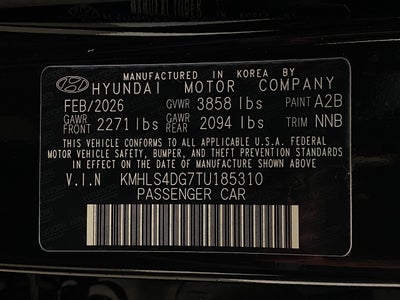 MANUFACTURED IN KOREA BY
HYUNDAI MOTOR COMPANY
FEB/2026 GVWR 3858 lbs PAINT A2B
GAWR FRONT 2271 lbs GAWR REAR 2094 lbs TRIM NNB
THIS VEHICLE CONFORMS TO ALL APPLICABLE U.S.A. FEDERAL
MOTOR VEHICLE SAFETY, BUMPER, AND THEFT PREVENTION STANDARDS
IN EFFECT ON THE DATE OF MANUFACTURE SHOWN ABOVE.
V.I.N KMHLS4DG7TU185310
PASSENGER CAR